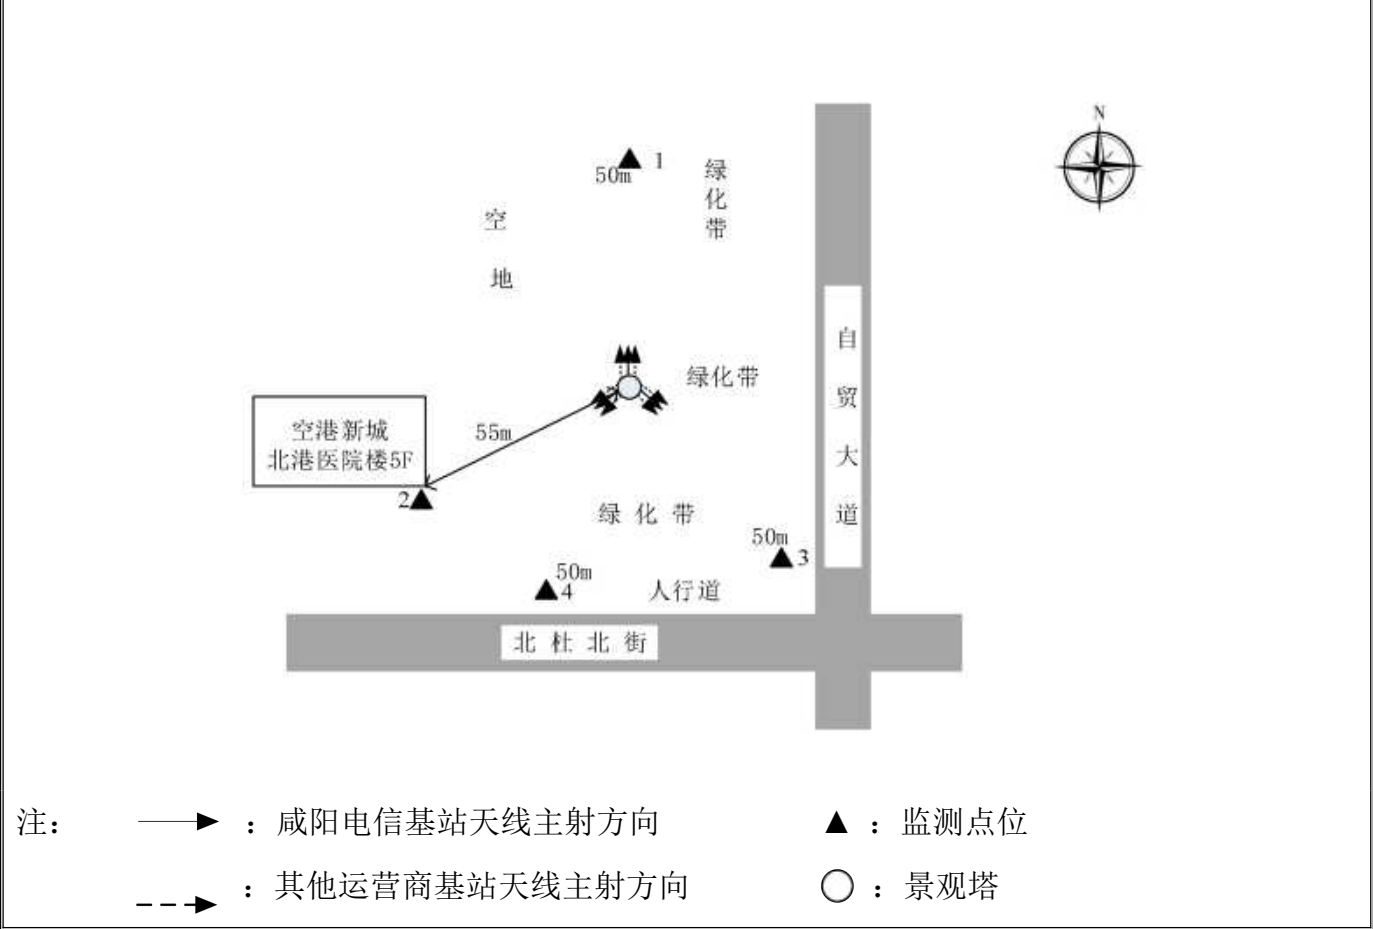 N
1
50m
绿化带
空地
自贸大道
绿化带
空港新城
北港医院楼5F
55m
2
绿化带
50m
3
50m
4
人行道
北杜北街
注：
：咸阳电信基站天线主射方向
▲：监测点位
：其他运营商基站天线主射方向
：景观塔